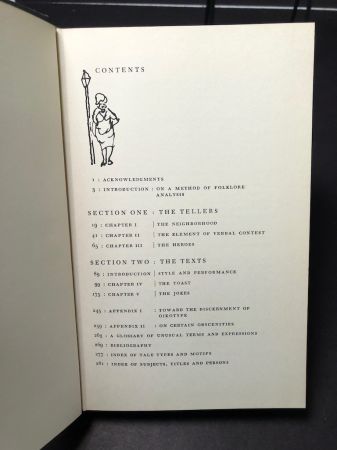 CONTENTS
1 : ACKNOWLEDGMENTS
3 : INTRODUCTION : ON A METHOD OF FOLKLORE
ANALYSIS
SECTION ONE : THE TELLERS
19 : CHAPTER I | THE NEIGHBORHOOD
41 : CHAPTER II | THE ELEMENT OF VERBAL CONTEST
65 : CHAPTER III | THE HEROES
SECTION TWO : THE TEXTS
89 : INTRODUCTION | STYLE AND PERFORMANCE
99 : CHAPTER IV | THE TOAST
173 : CHAPTER V | THE JOKES
245 : APPENDIX I : TOWARD THE DISCERNMENT OF
OIKOTYPE
259 : APPENDIX II : ON CERTAIN OBSCENITIES
263 : A GLOSSARY OF UNUSUAL TERMS AND EXPRESSIONS
269 : BIBLIOGRAPHY
277 : INDEX OF TALE TYPES AND MOTIFS
281 : INDEX OF SUBJECTS, TITLES AND PERSONS